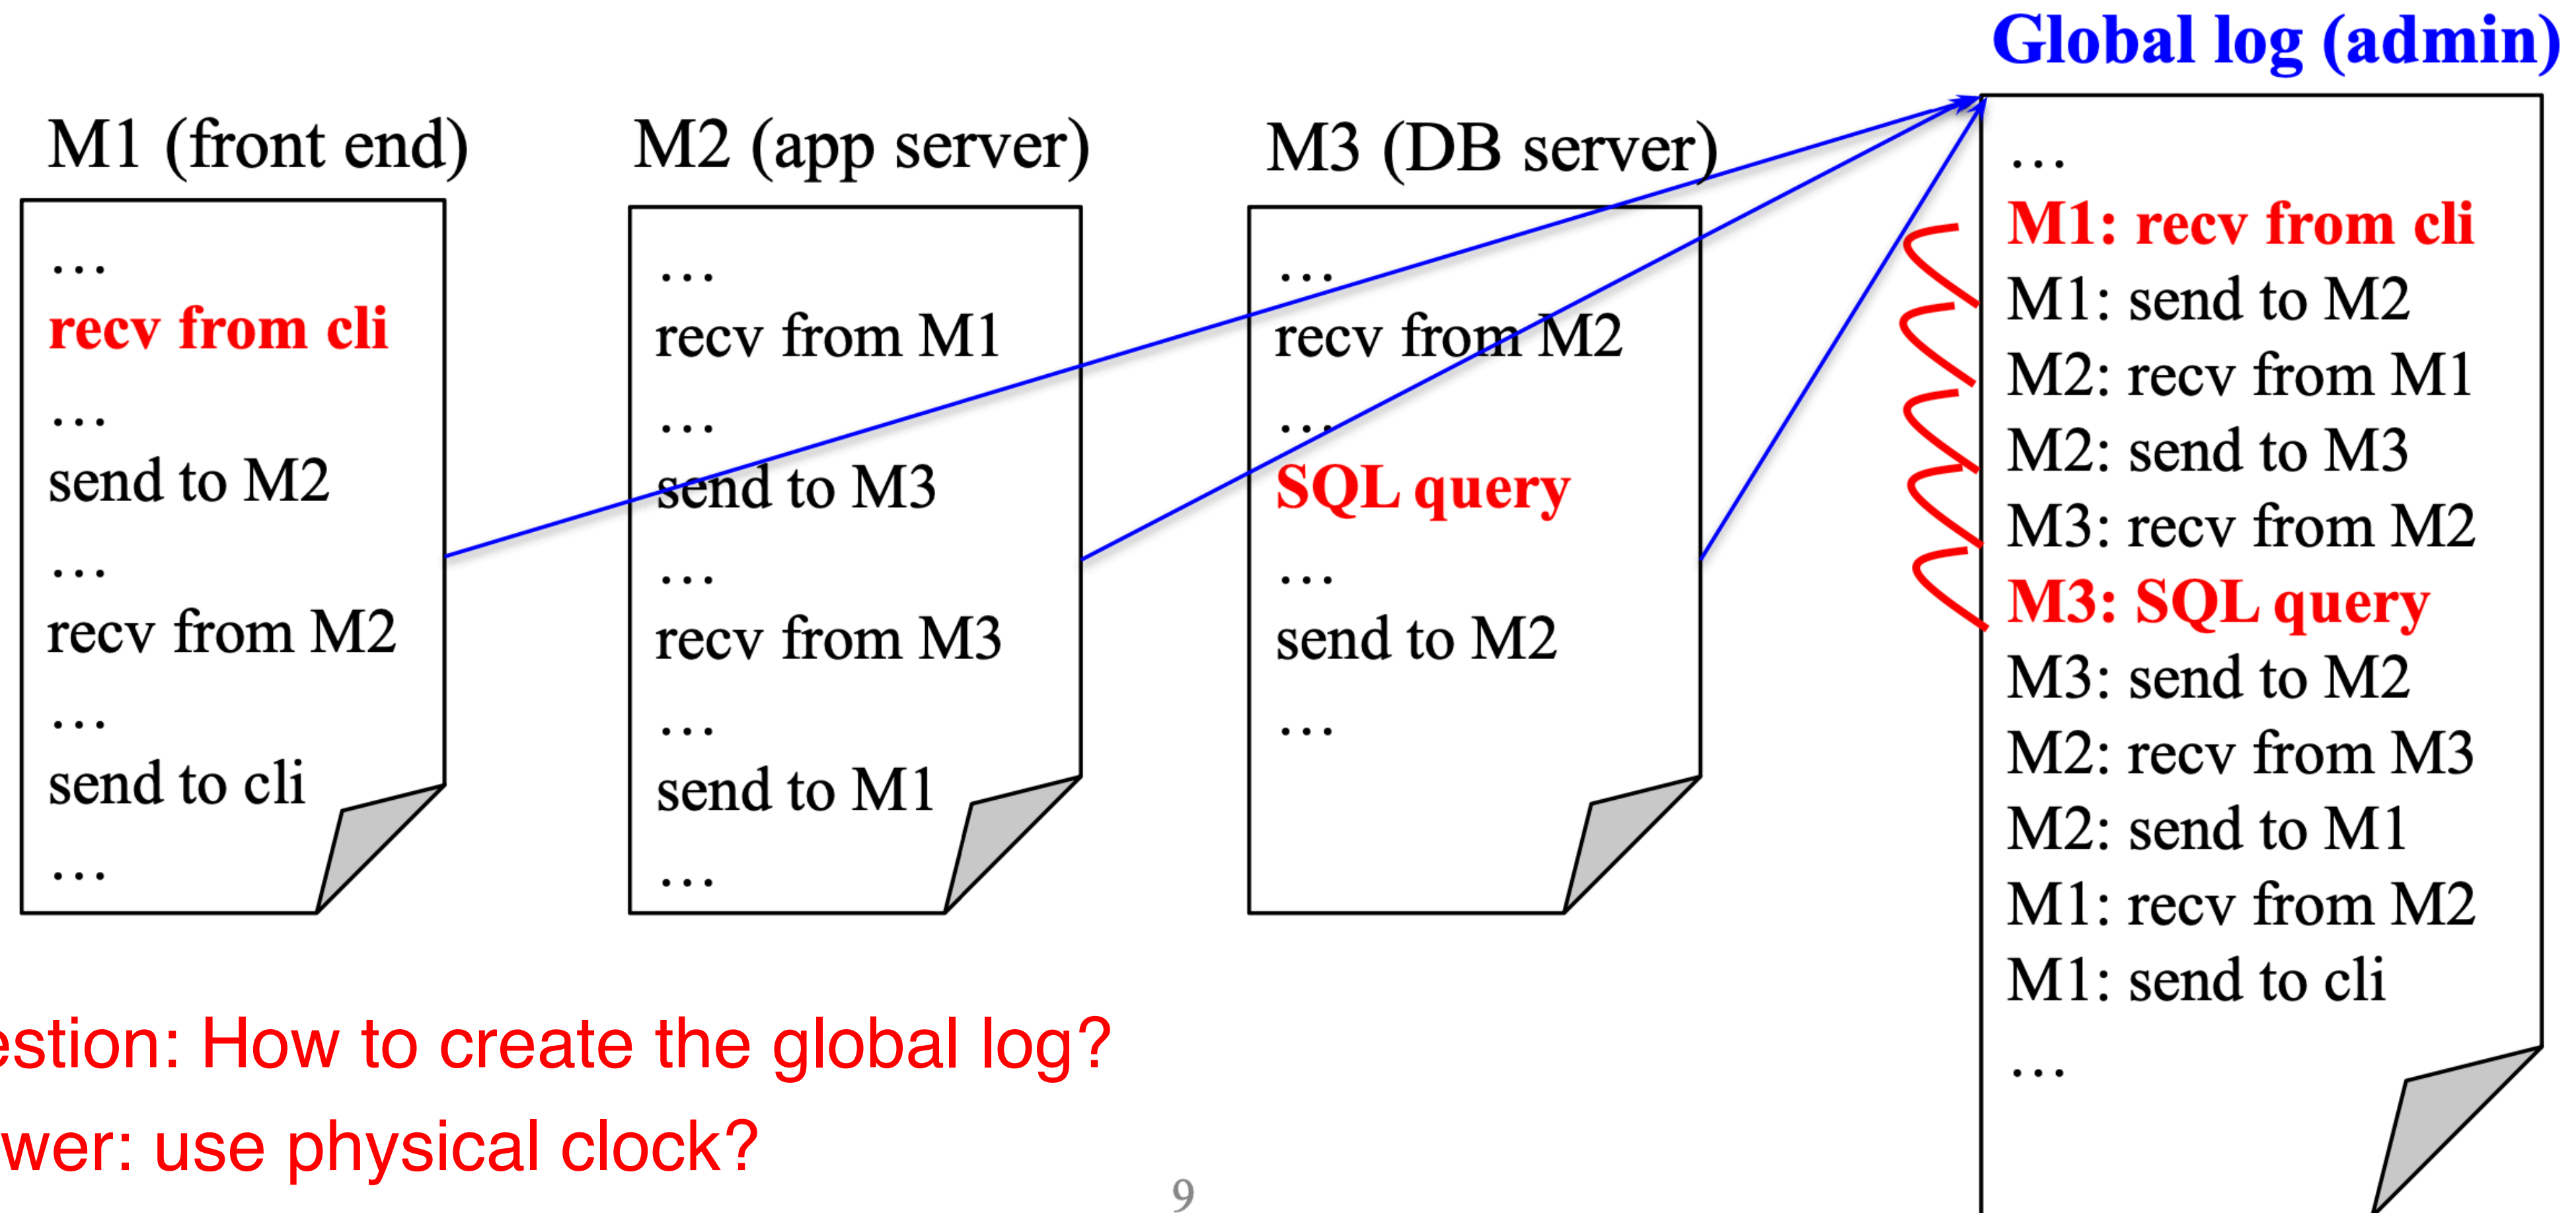 Global log (admin)
M1 (front end)
…
recv from cli
…
send to M2
…
recv from M2
…
send to cli
…
M2 (app server)
…
recv from M1
…
send to M3
…
recv from M3
…
send to M1
…
M3 (DB server)
…
recv from M2
…
SQL query
…
send to M2
…
…
M1: recv from cli
M1: send to M2
M2: recv from M1
M2: send to M3
M3: recv from M2
M3: SQL query
M3: send to M2
M2: recv from M3
M2: send to M1
M1: recv from M2
M1: send to cli
…
estion: How to create the global log?
wer: use physical clock?
9